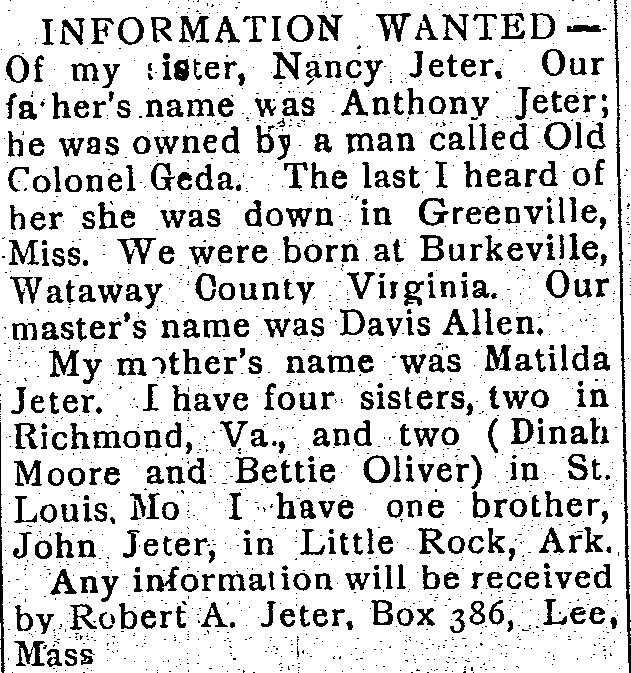 INFORMATION WANTED—
Of my sister, Nancy Jeter. Our
father's name was Anthony Jeter;
he was owned by a man called Old
Colonel Geda. The last I heard of
her she was down in Greenville,
Miss. We were born at Burkeville,
Wataway County Virginia. Our
master's name was Davis Allen.
My mother's name was Matilda
Jeter. I have four sisters, two in
Richmond, Va., and two (Dinah
Moore and Bettie Oliver) in St.
Louis, Mo I have one brother,
John Jeter, in Little Rock, Ark.
Any information will be received
by Robert A. Jeter, Box 386, Lee,
Mass